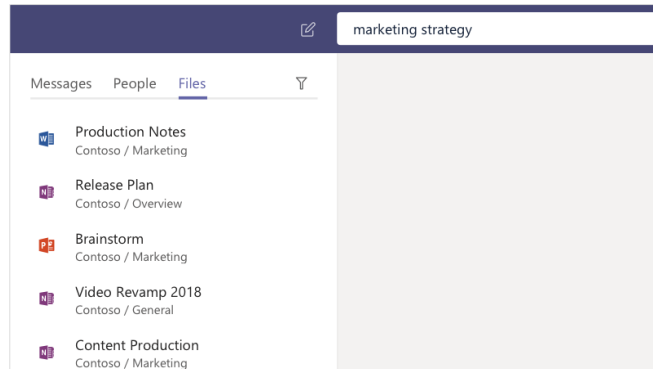 marketing strategy
Messages People Files
Production Notes
Contoso / Marketing
Release Plan
Contoso / Overview
Brainstorm
Contoso / Marketing
Video Revamp 2018
Contoso / General
Content Production
Contoso / Marketing